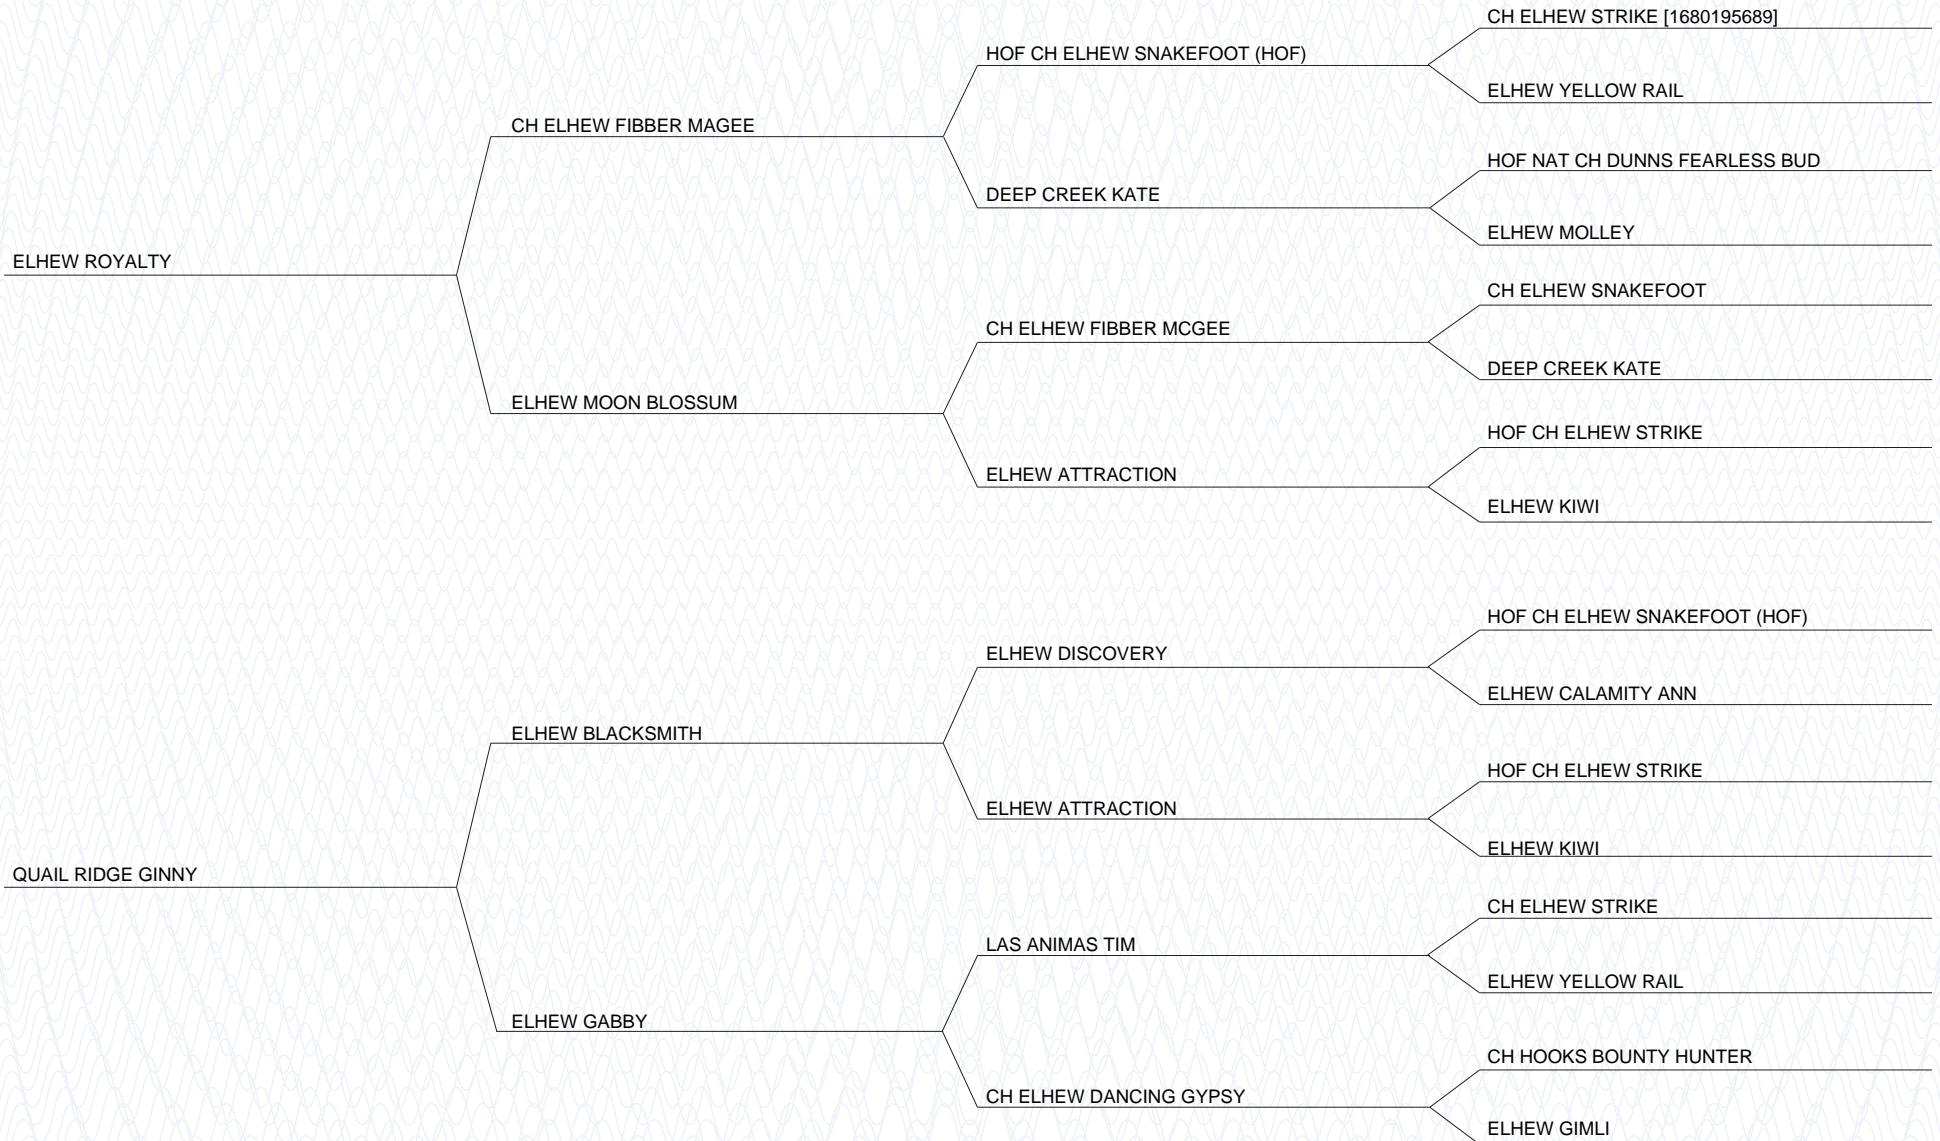 CH ELHEW STRIKE [1680195689]
HOF CH ELHEW SNAKEFOOT (HOF)
ELHEW YELLOW RAIL
CH ELHEW FIBBER MAGEE
HOF NAT CH DUNNS FEARLESS BUD
DEEP CREEK KATE
ELHEW MOLLEY
ELHEW ROYALTY
CH ELHEW SNAKEFOOT
CH ELHEW FIBBER MCGEE
DEEP CREEK KATE
ELHEW MOON BLOSSUM
HOF CH ELHEW STRIKE
ELHEW ATTRACTION
ELHEW KIWI
HOF CH ELHEW SNAKEFOOT (HOF)
ELHEW DISCOVERY
ELHEW CALAMITY ANN
ELHEW BLACKSMITH
HOF CH ELHEW STRIKE
ELHEW ATTRACTION
ELHEW KIWI
QUAIL RIDGE GINNY
CH ELHEW STRIKE
LAS ANIMAS TIM
ELHEW YELLOW RAIL
ELHEW GABBY
CH HOOKS BOUNTY HUNTER
CH ELHEW DANCING GYPSY
ELHEW GIMLI